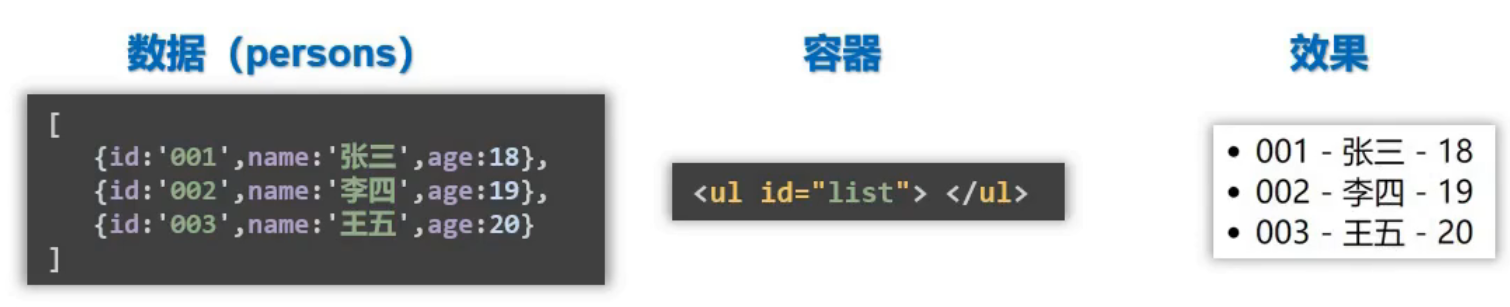 数据（persons）
容器
效果
[
{id:'001',name:'张三',age:18},
{id:'002',name:'李四',age:19},
{id:'003',name:'王五',age:20}
]
<ul id="list"> </ul>
• 001 - 张三 - 18
• 002 - 李四 - 19
• 003 - 王五 - 20